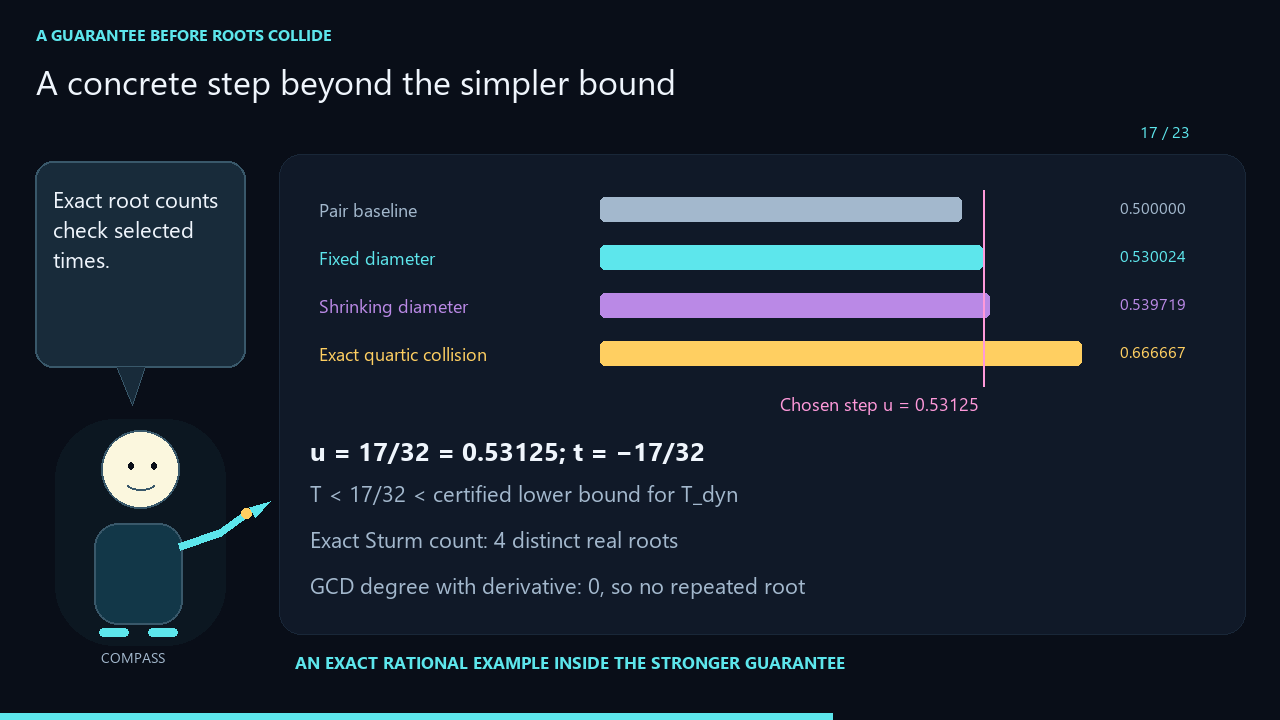 A GUARANTEE BEFORE ROOTS COLLIDE
A concrete step beyond the simpler bound
17 / 23
Exact root counts
check selected
times.
Pair baseline 0.500000
Fixed diameter 0.530024
Shrinking diameter 0.539719
Exact quartic collision 0.666667
Chosen step u = 0.53125
u = 17/32 = 0.53125; t = −17/32
T < 17/32 < certified lower bound for T_dyn
Exact Sturm count: 4 distinct real roots
GCD degree with derivative: 0, so no repeated root
COMPASS
AN EXACT RATIONAL EXAMPLE INSIDE THE STRONGER GUARANTEE